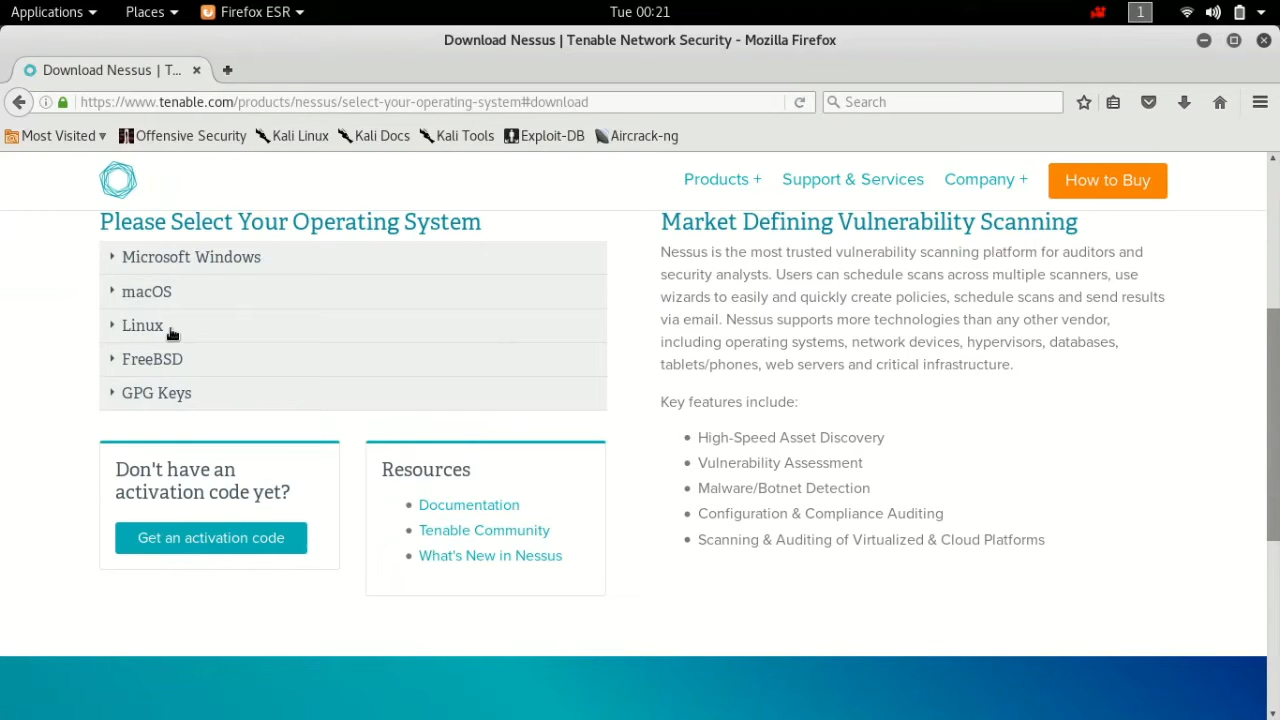 Applications Places Firefox ESR Tue 00:21 1
Download Nessus | Tenable Network Security - Mozilla Firefox
Download Nessus | T...
https://www.tenable.com/products/nessus/select-your-operating-system#download Search
Most Visited Offensive Security Kali Linux Kali Docs Kali Tools Exploit-DB Aircrack-ng
Products + Support & Services Company + How to Buy
Please Select Your Operating System
Microsoft Windows
macOS
Linux
FreeBSD
GPG Keys
Don't have an
activation code yet?
Get an activation code
Resources
Documentation
Tenable Community
What's New in Nessus
Market Defining Vulnerability Scanning
Nessus is the most trusted vulnerability scanning platform for auditors and
security analysts. Users can schedule scans across multiple scanners, use
wizards to easily and quickly create policies, schedule scans and send results
via email. Nessus supports more technologies than any other vendor,
including operating systems, network devices, hypervisors, databases,
tablets/phones, web servers and critical infrastructure.
Key features include:
High-Speed Asset Discovery
Vulnerability Assessment
Malware/Botnet Detection
Configuration & Compliance Auditing
Scanning & Auditing of Virtualized & Cloud Platforms